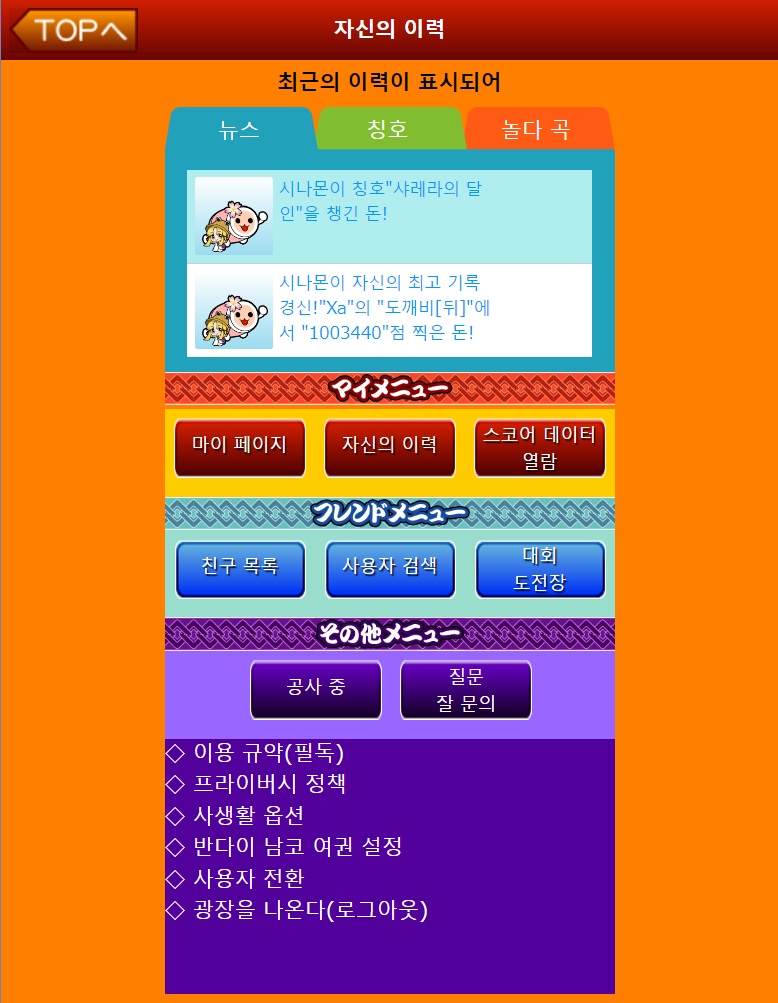 TOPへ
자신의 이력
최근의 이력이 표시되어
뉴스
칭호
놀다 곡
시나몬이 칭호"샤레라의 달
인"을 챙긴 돈!
시나몬이 자신의 최고 기록
경신!"Xa"의 "도깨비[뒤]"에
서 "1003440"점 찍은 돈!
マイメニュー
마이 페이지
자신의 이력
스코어 데이터
열람
フレンドメニュー
친구 목록
사용자 검색
대회
도전장
その他メニュー
공사 중
질문
잘 문의
◇ 이용 규약(필독)
◇ 프라이버시 정책
◇ 사생활 옵션
◇ 반다이 남코 여권 설정
◇ 사용자 전환
◇ 광장을 나온다(로그아웃)